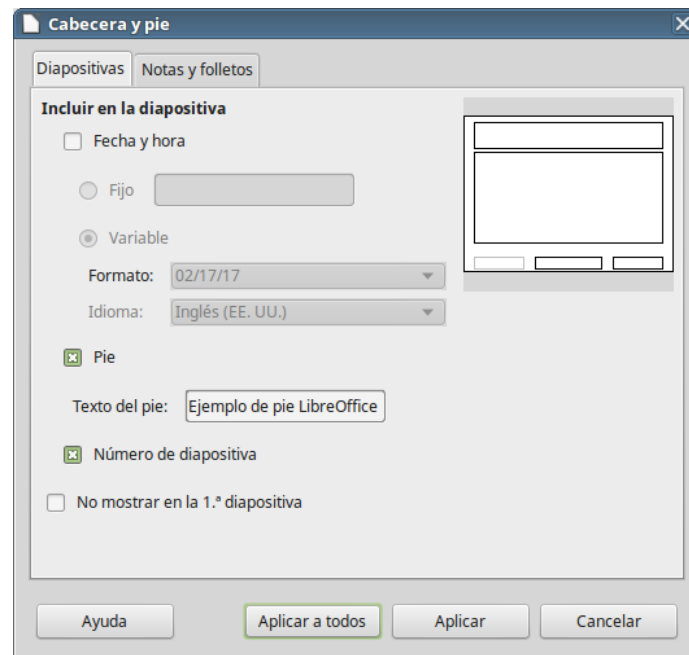 Cabecera y pie
Diapositivas Notas y folletos
Incluir en la diapositiva
Fecha y hora
Fijo
Variable
Formato: 02/17/17
Idioma: Inglés (EE. UU.)
Pie
Texto del pie: Ejemplo de pie LibreOffice
Número de diapositiva
No mostrar en la 1.ª diapositiva
Ayuda Aplicar a todos Aplicar Cancelar